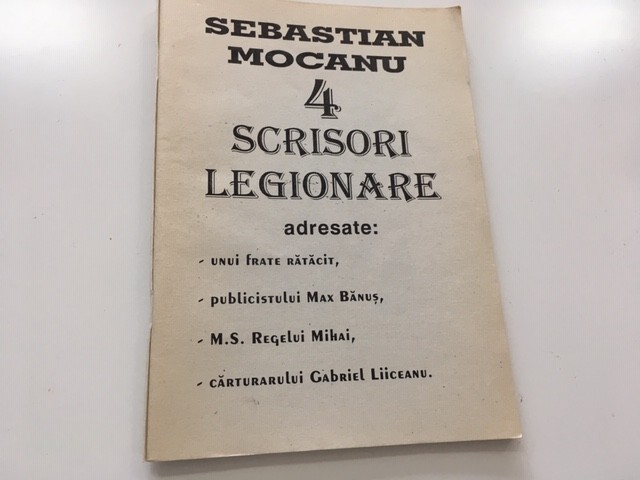 SEBASTIAN
MOCANU
4
SCRISORI
LEGIONARE
adresate:
- unui frate rătăcit,
- publicistului Max Bănuș,
- M.S. Regelui Mihai,
- cărturarului Gabriel Liiceanu.